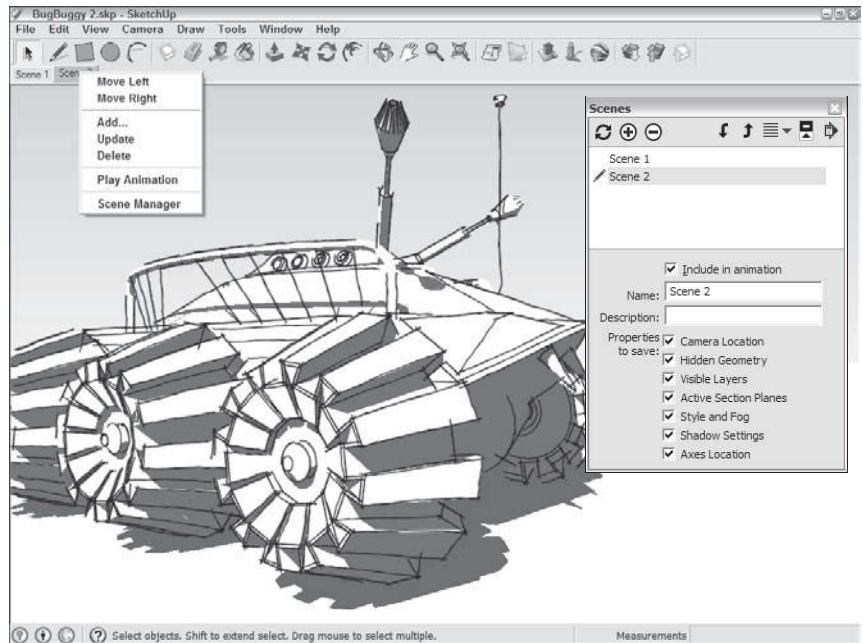 BugBuggy 2.skp - SketchUp
File Edit View Camera Draw Tools Window Help
Scene 1
Move Left
Move Right
Add...
Update
Delete
Play Animation
Scene Manager
Scenes
Scene 1
Scene 2
Include in animation
Name: Scene 2
Description:
Properties to save:
Camera Location
Hidden Geometry
Visible Layers
Active Section Planes
Style and Fog
Shadow Settings
Axes Location
Select objects. Shift to extend select. Drag mouse to select multiple.
Measurements